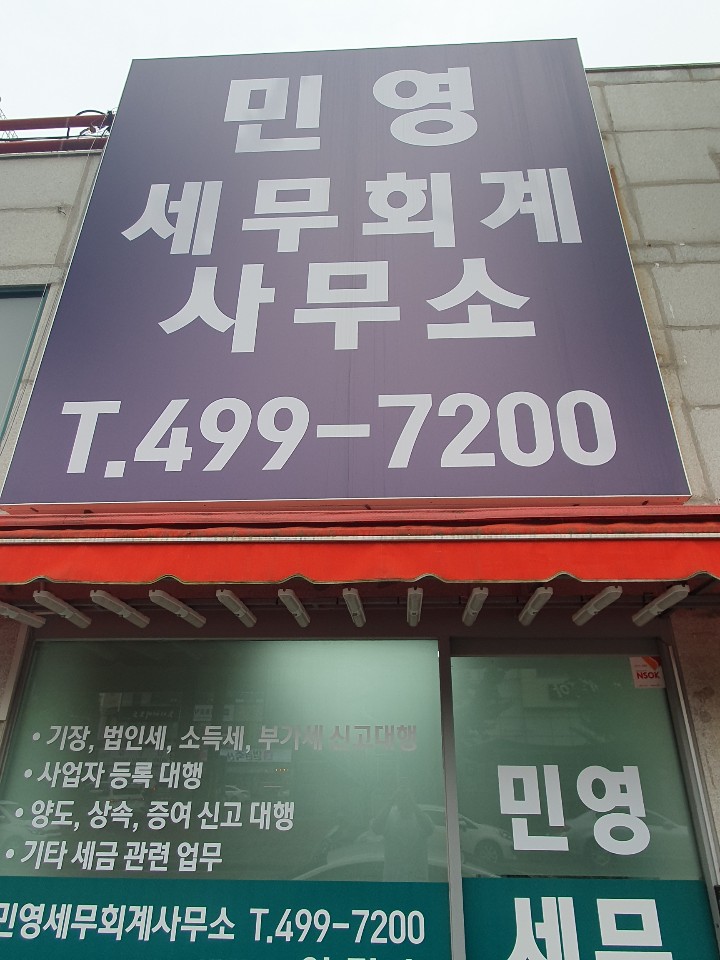 민영
세무회계
사무소
T.499-7200
• 기장, 법인세, 소득세, 부가세 신고대행
• 사업자 등록 대행
• 양도, 상속, 증여 신고 대행
• 기타 세금 관련 업무
민영세무회계사무소 T.499-7200
NSOK
민영
세무